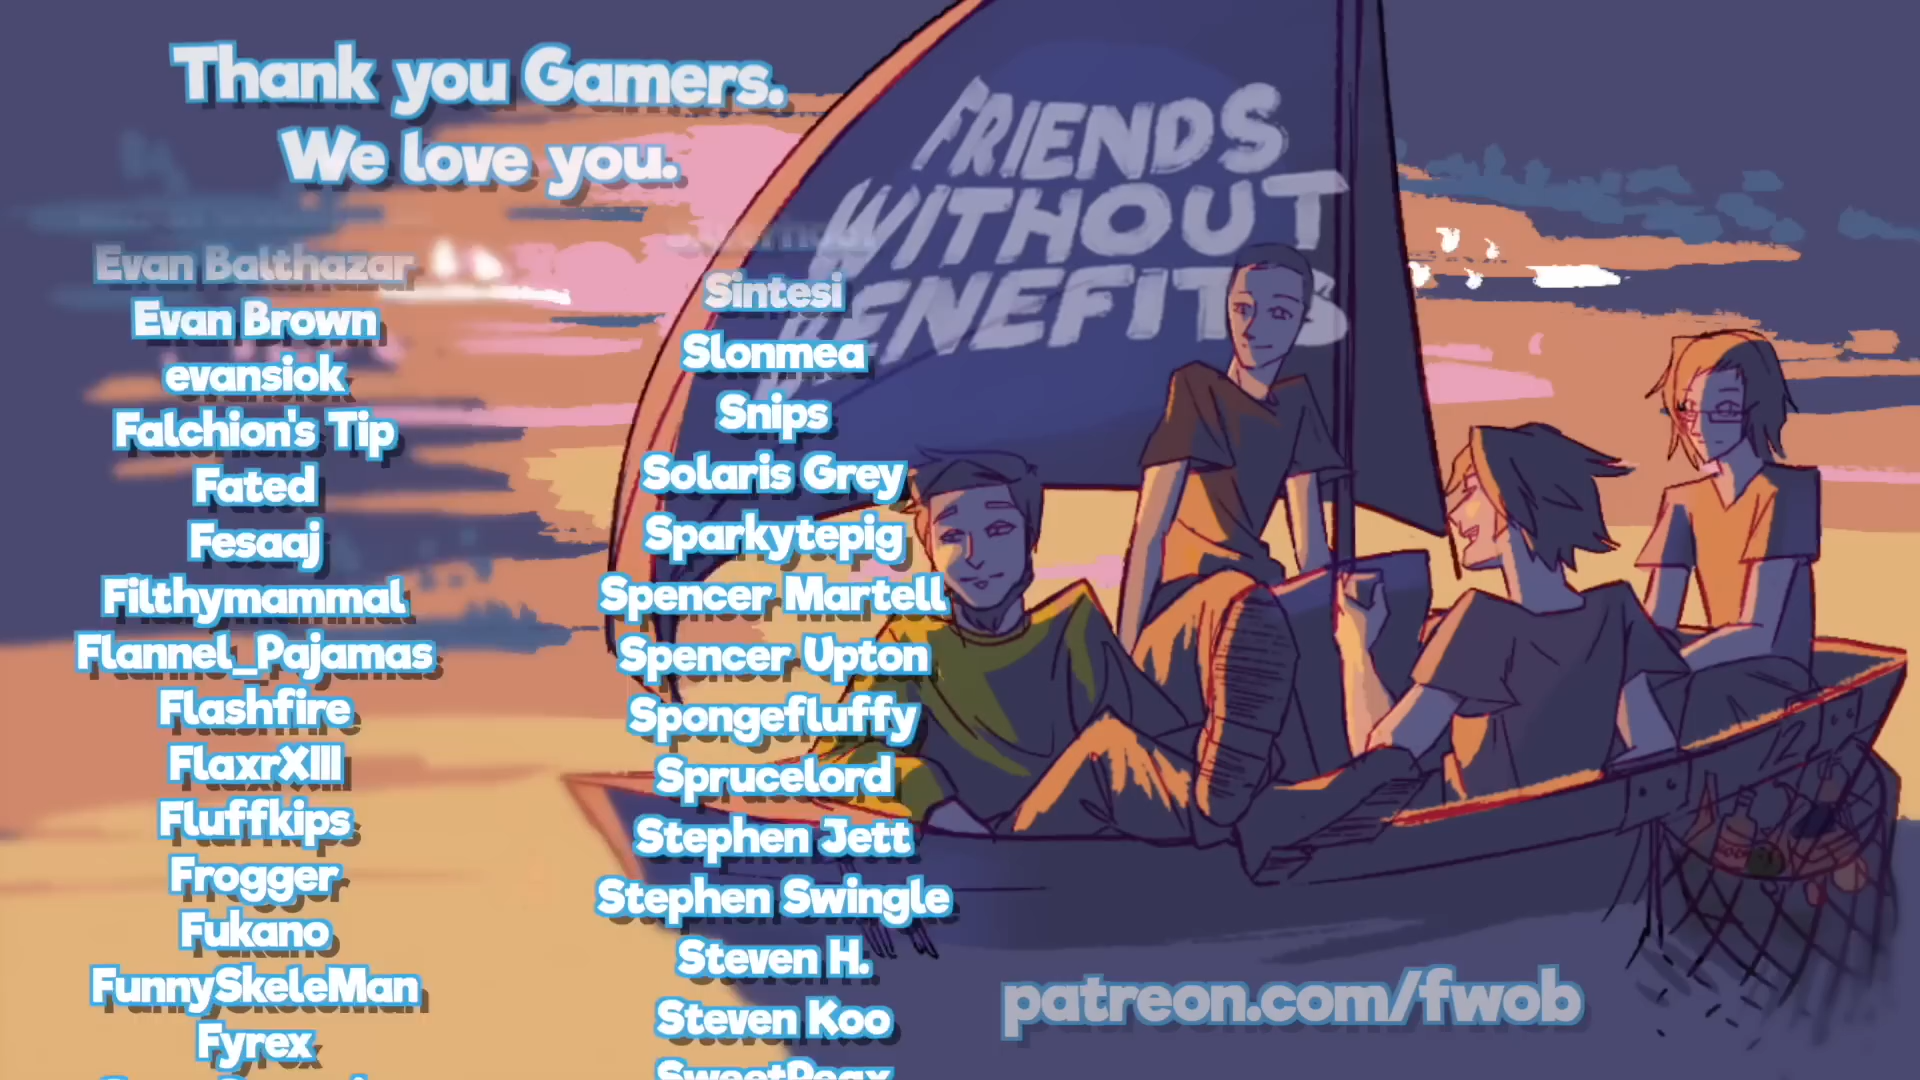 Thank you Gamers.
We love you.
Evan Balthazar
Evan Brown
evansiok
Falchion's Tip
Fated
Fesaaj
Filthymammal
Flannel_Pajamas
Flashfire
FlaxrXIII
Fluffkips
Frogger
Fukano
FunnySkeleMan
Fyrex
Sintesi
Slonmea
Snips
Solaris Grey
Sparkytepig
Spencer Martell
Spencer Upton
Spongefluffy
Sprucelord
Stephen Jett
Stephen Swingle
Steven H.
Steven Koo
FRIENDS
WITHOUT
BENEFITS
patreon.com/fwob